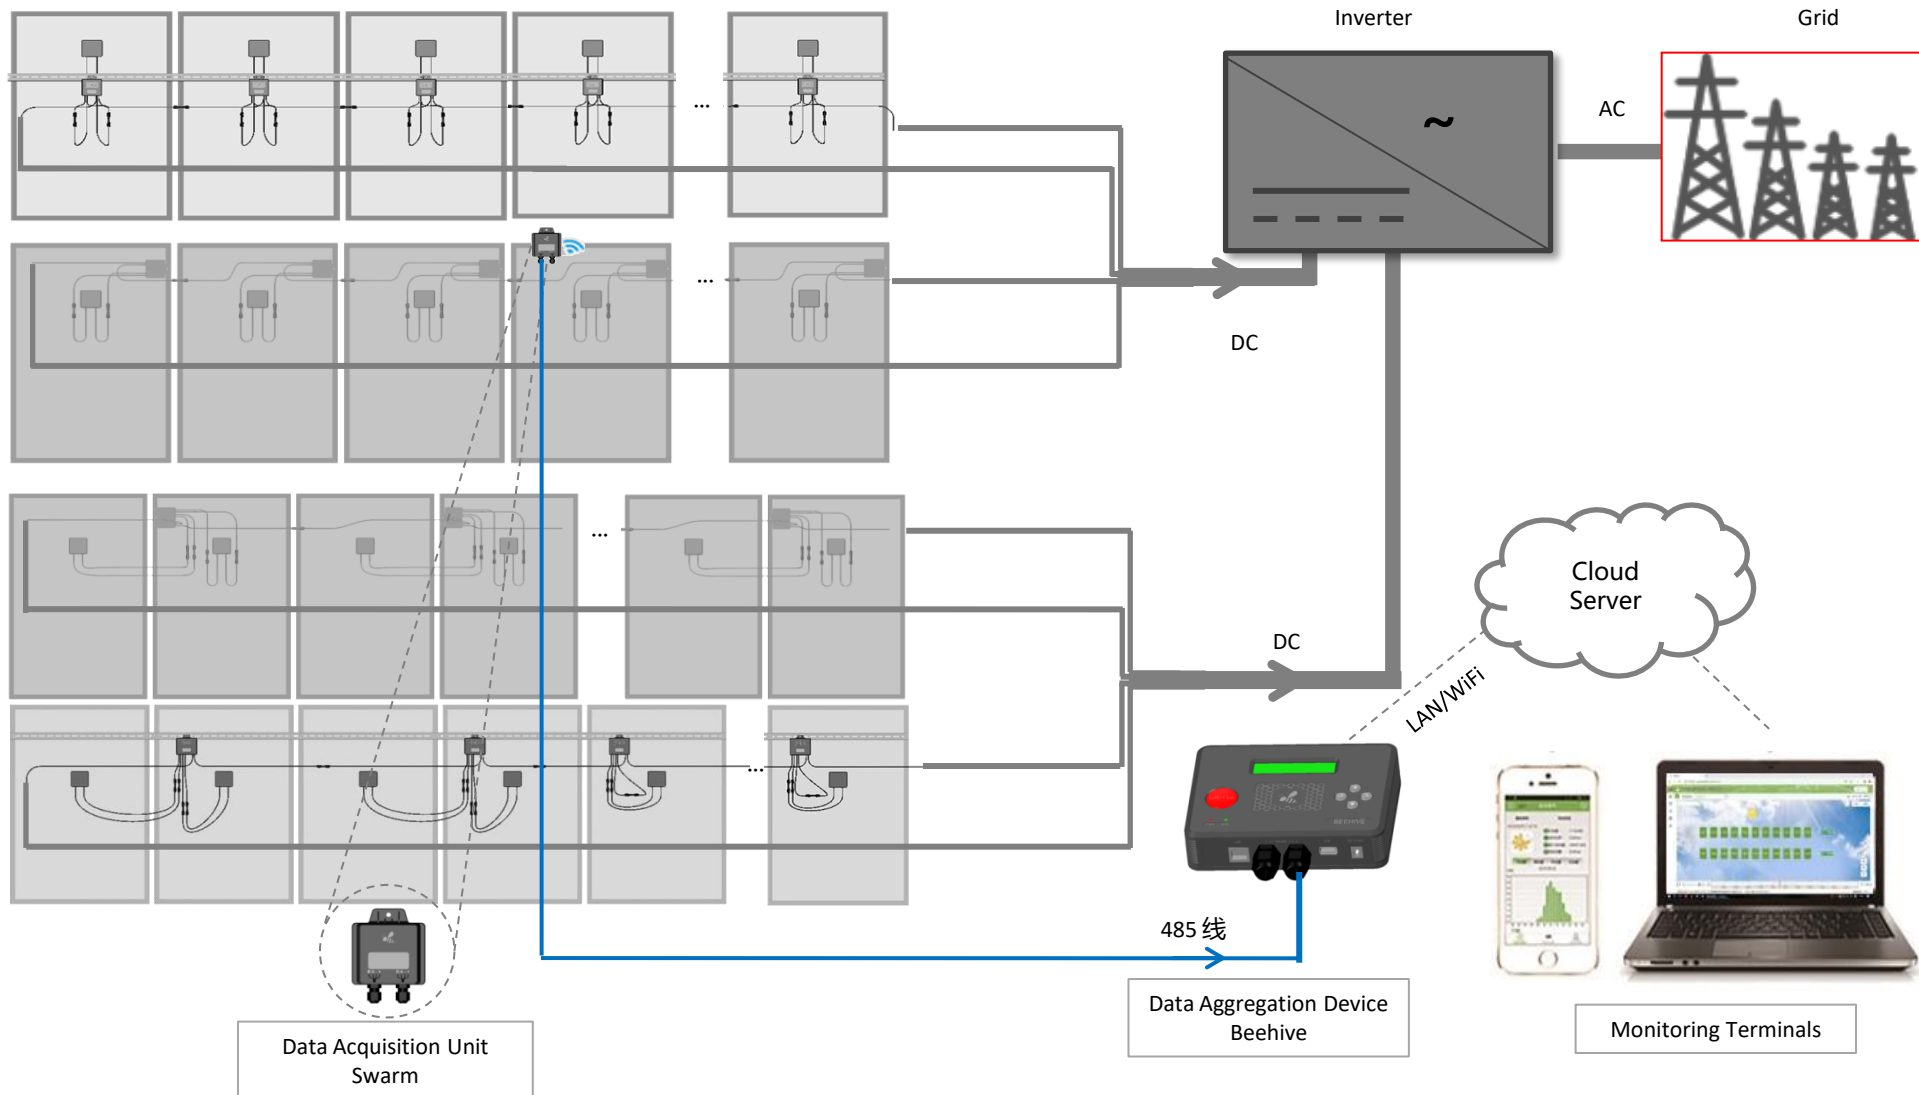 Inverter
Grid
AC
~
...
...
DC
...
DC
Cloud
Server
LAN/WiFi
...
BEEHIVE
485 线
Data Aggregation Device
Beehive
Monitoring Terminals
Data Acquisition Unit
Swarm